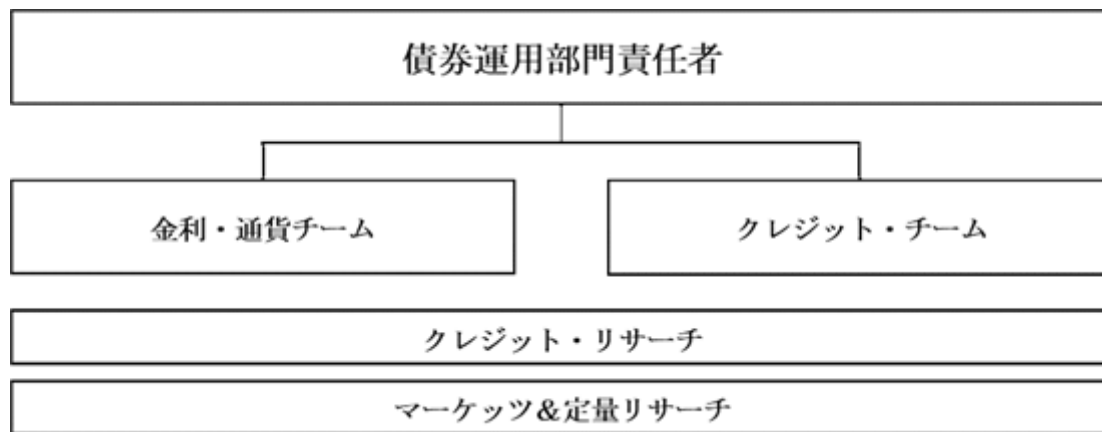 債券運用部門責任者
金利・通貨チーム
クレジット・チーム
クレジット・リサーチ
マーケッツ&定量リサーチ